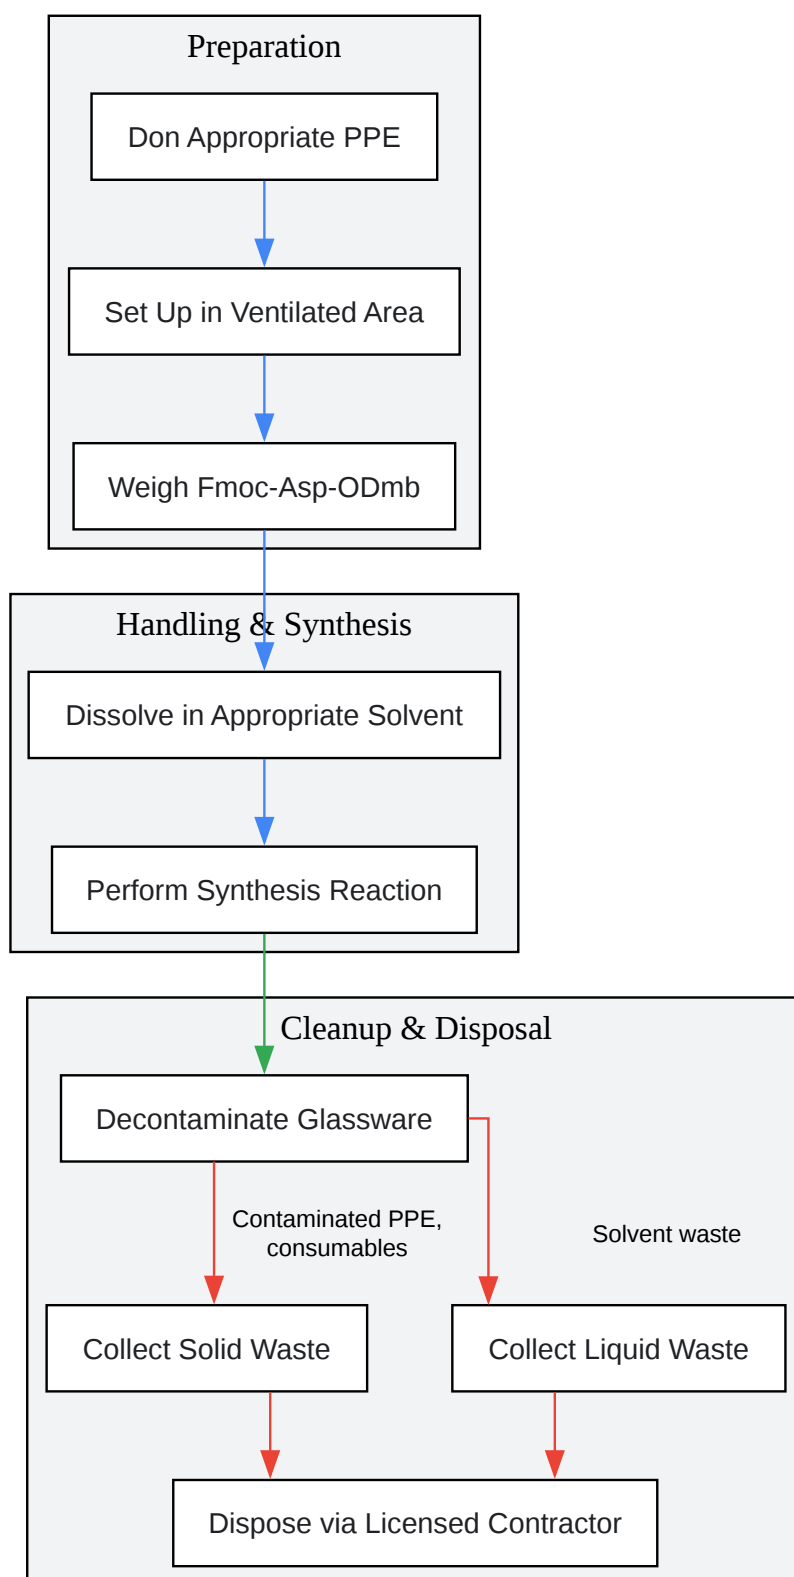 Preparation
Don Appropriate PPE
Set Up in Ventilated Area
Weigh Fmoc-Asp-ODmb
Handling & Synthesis
Dissolve in Appropriate Solvent
Perform Synthesis Reaction
Cleanup & Disposal
Decontaminate Glassware
Contaminated PPE,
consumables
Solvent waste
Collect Solid Waste
Collect Liquid Waste
Dispose via Licensed Contractor